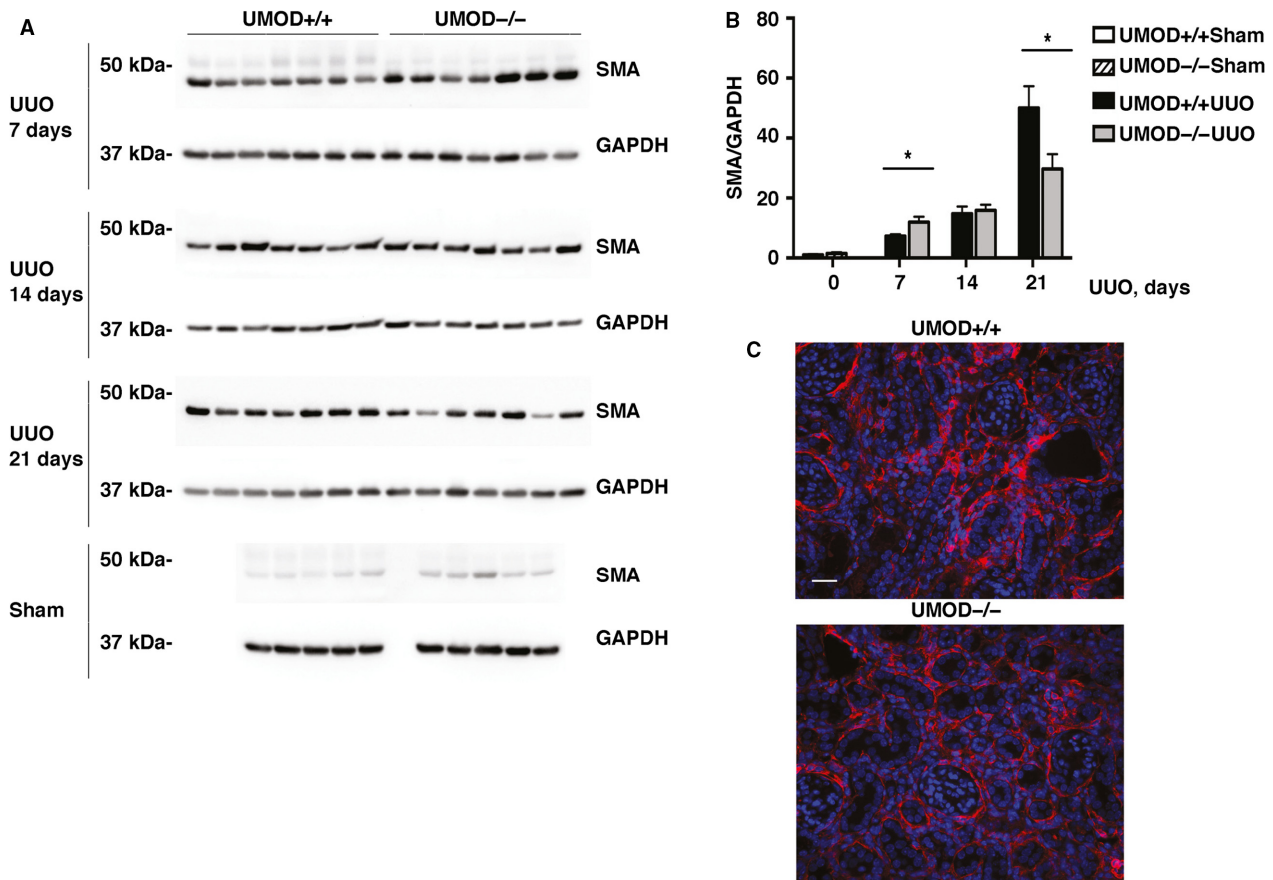 A
UMOD+/+ UMOD–/–
UUO
7 days
50 kDa-
SMA
37 kDa-
GAPDH
UUO
14 days
50 kDa-
SMA
37 kDa-
GAPDH
UUO
21 days
50 kDa-
SMA
37 kDa-
GAPDH
Sham
50 kDa-
SMA
37 kDa-
GAPDH
B
SMA/GAPDH
80
60
40
20
0
*
*
0 7 14 21
UUO, days
UMOD+/+Sham
UMOD–/–Sham
UMOD+/+UUO
UMOD–/–UUO
C
UMOD+/+
UMOD–/–